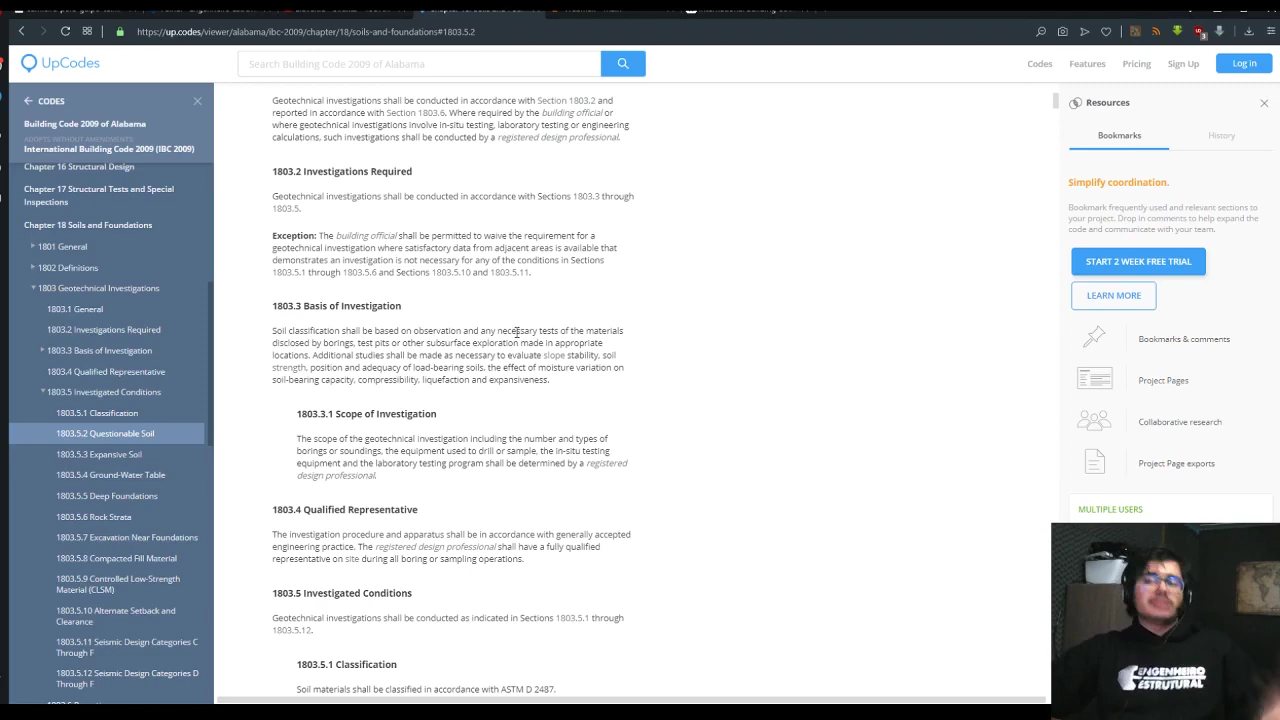 https://up.codes/viewer/alabama/ibc-2009/chapter/18/soils-and-foundations#1803.5.2
UpCodes
Search Building Code 2009 of Alabama
Codes
Features
Pricing
Sign Up
Log In
CODES
Building Code 2009 of Alabama
ADOPTS WITHOUT AMENDMENTS:
International Building Code 2009 (IBC 2009)
Chapter 16 Structural Design
Chapter 17 Structural Tests and Special
Inspections
Chapter 18 Soils and Foundations
1801 General
1802 Definitions
1803 Geotechnical Investigations
1803.1 General
1803.2 Investigations Required
1803.3 Basis of Investigation
1803.4 Qualified Representative
1803.5 Investigated Conditions
1803.5.1 Classification
1803.5.2 Questionable Soil
1803.5.3 Expansive Soil
1803.5.4 Ground-Water Table
1803.5.5 Deep Foundations
1803.5.6 Rock Strata
1803.5.7 Excavation Near Foundations
1803.5.8 Compacted Fill Material
1803.5.9 Controlled Low-Strength
Material (CLSM)
1803.5.10 Alternate Setback and
Clearance
1803.5.11 Seismic Design Categories C
Through F
1803.5.12 Seismic Design Categories D
Through F
Geotechnical investigations shall be conducted in accordance with Section 1803.2 and
reported in accordance with Section 1803.6. Where required by the building official or
where geotechnical investigations involve in-situ testing, laboratory testing or engineering
calculations, such investigations shall be conducted by a registered design professional.
1803.2 Investigations Required
Geotechnical investigations shall be conducted in accordance with Sections 1803.3 through
1803.5.
Exception: The building official shall be permitted to waive the requirement for a
geotechnical investigation where satisfactory data from adjacent areas is available that
demonstrates an investigation is not necessary for any of the conditions in Sections
1803.5.1 through 1803.5.6 and Sections 1803.5.10 and 1803.5.11.
1803.3 Basis of Investigation
Soil classification shall be based on observation and any necessary tests of the materials
disclosed by borings, test pits or other subsurface exploration made in appropriate
locations. Additional studies shall be made as necessary to evaluate slope stability, soil
strength, position and adequacy of load-bearing soils, the effect of moisture variation on
soil-bearing capacity, compressibility, liquefaction and expansiveness.
1803.3.1 Scope of Investigation
The scope of the geotechnical investigation including the number and types of
borings or soundings, the equipment used to drill or sample, the in-situ testing
equipment and the laboratory testing program shall be determined by a registered
design professional.
1803.4 Qualified Representative
The investigation procedure and apparatus shall be in accordance with generally accepted
engineering practice. The registered design professional shall have a fully qualified
representative on site during all boring or sampling operations.
1803.5 Investigated Conditions
Geotechnical investigations shall be conducted as indicated in Sections 1803.5.1 through
1803.5.12.
1803.5.1 Classification
Soil materials shall be classified in accordance with ASTM D 2487.
Resources
Bookmarks
History
Simplify coordination.
Bookmark frequently used and relevant sections to
your project. Drop in comments to help expand the
code and communicate with your team.
START 2 WEEK FREE TRIAL
LEARN MORE
Bookmarks & comments
Project Pages
Collaborative research
Project Page exports
MULTIPLE USERS
ENGENHEIRO
ESTRUTURAL